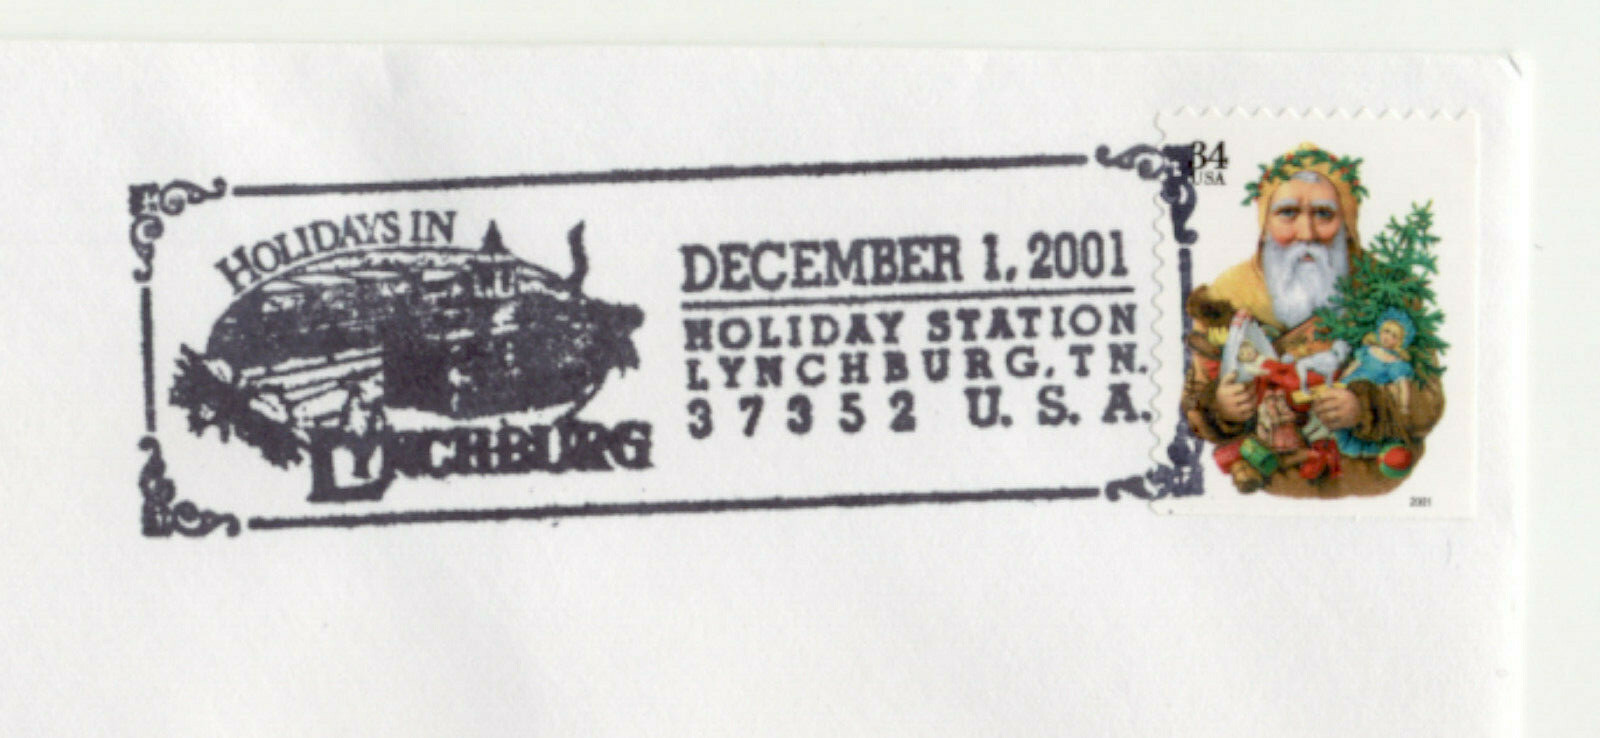 HOLIDAYS IN
LYNCHBURG
DECEMBER 1, 2001
HOLIDAY STATION
LYNCHBURG, TN.
37352 U.S.A.
34
USA
2001